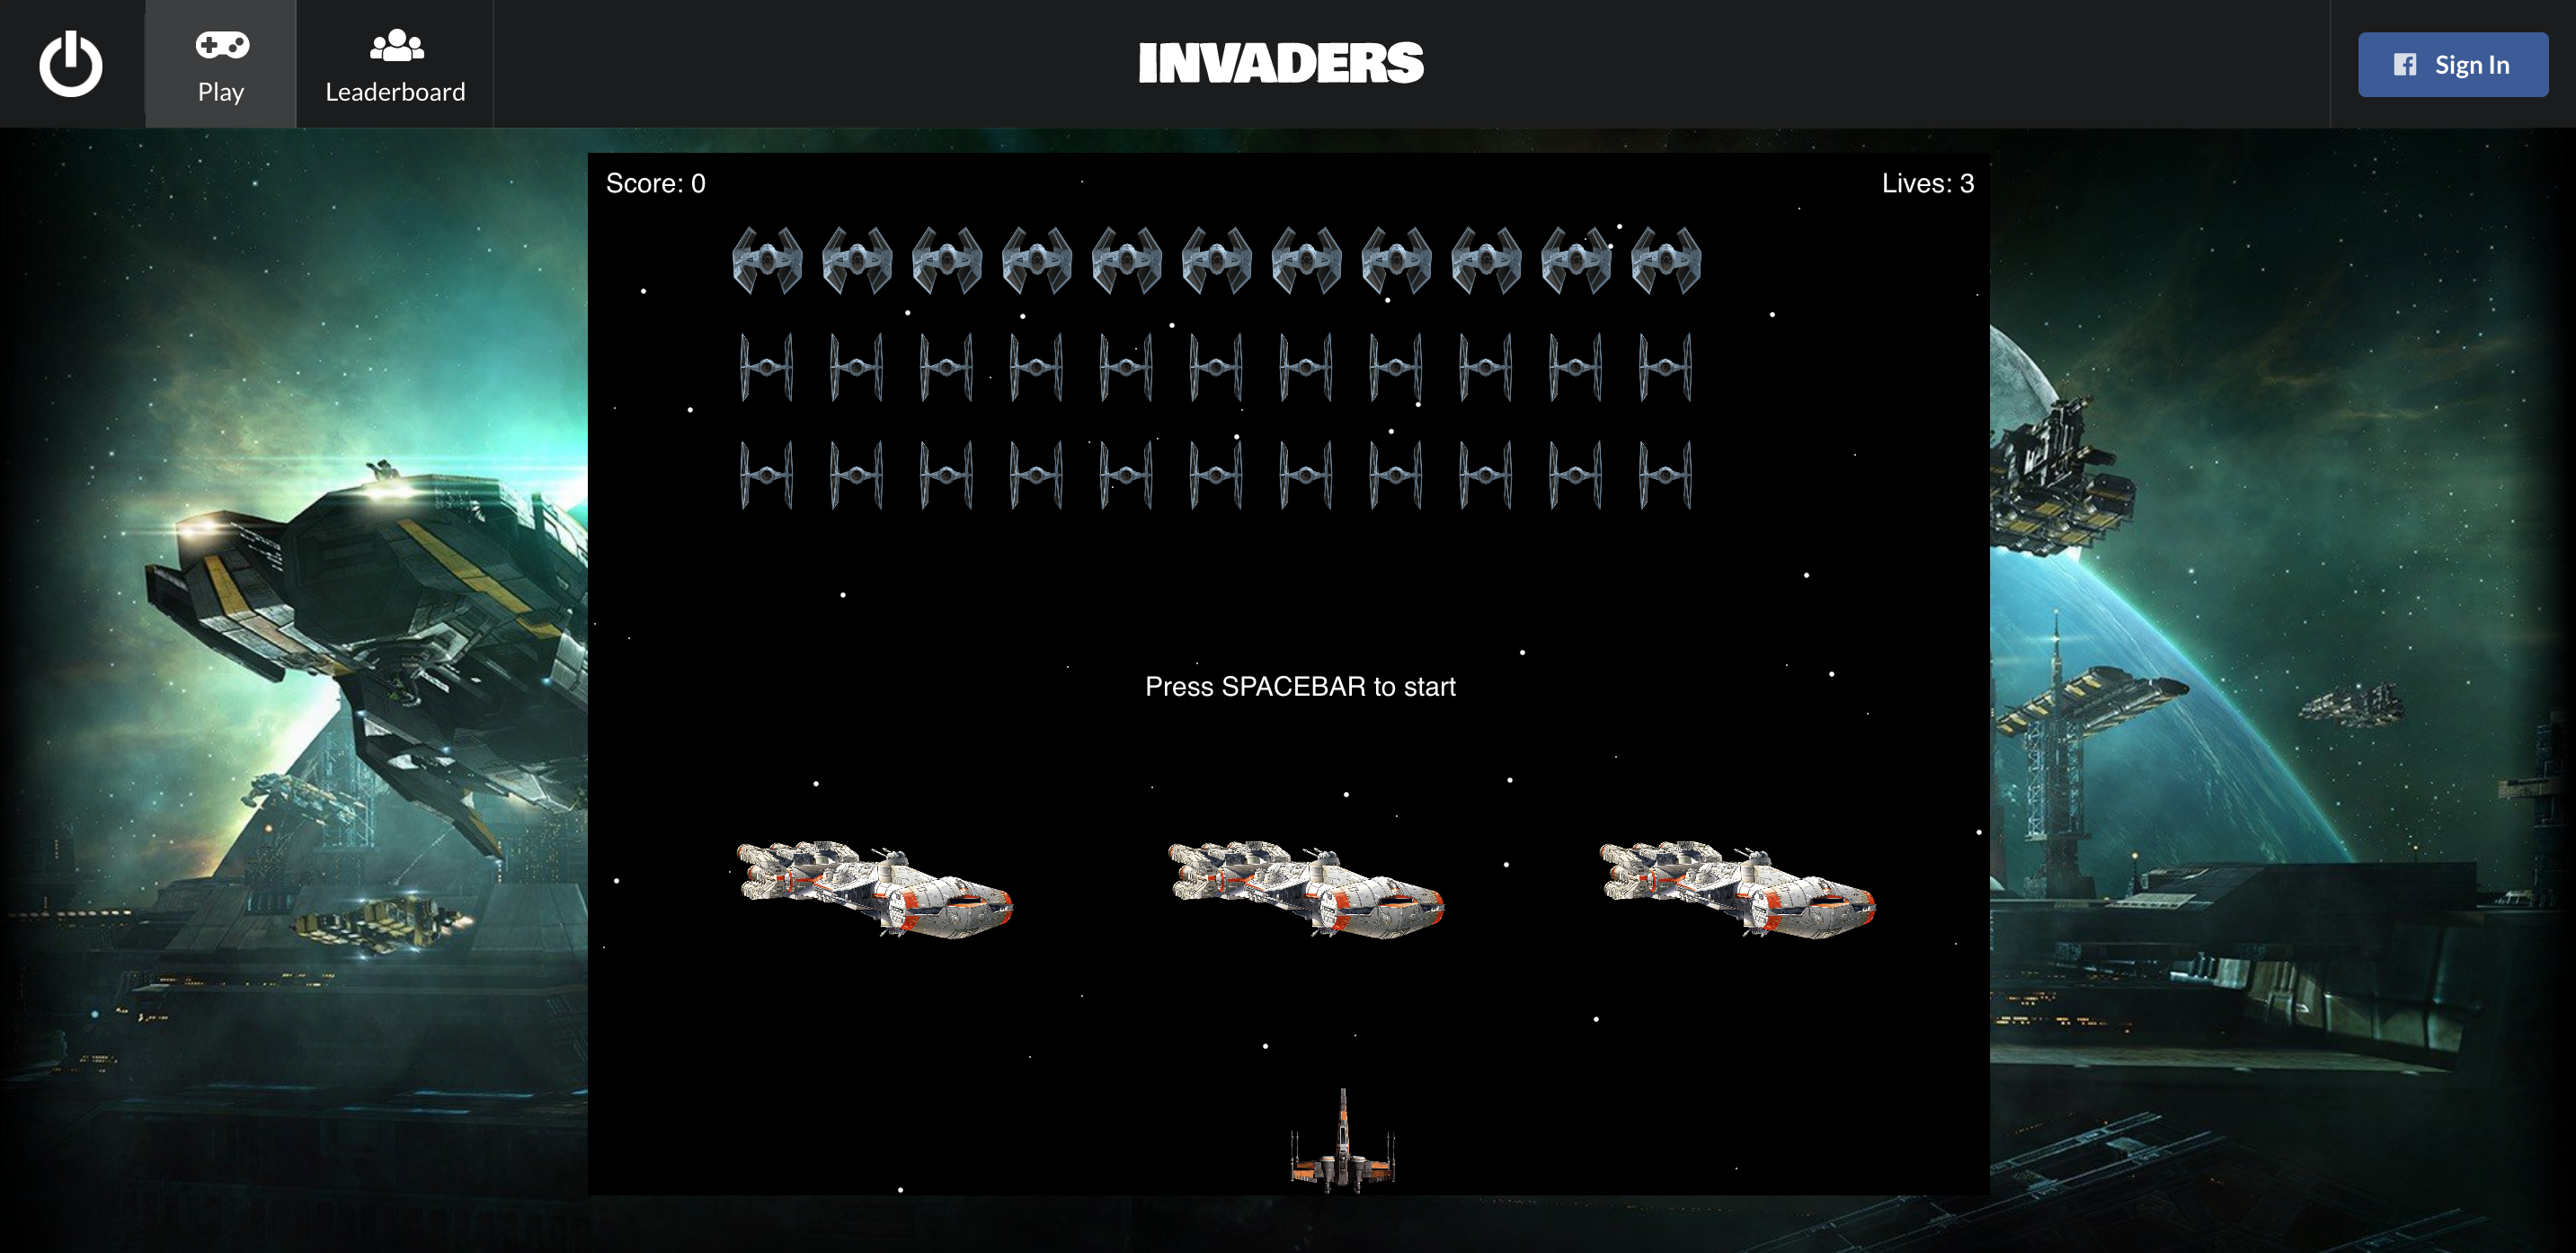 Play
Leaderboard
INVADERS
Sign In
Score: 0
Lives: 3
Press SPACEBAR to start